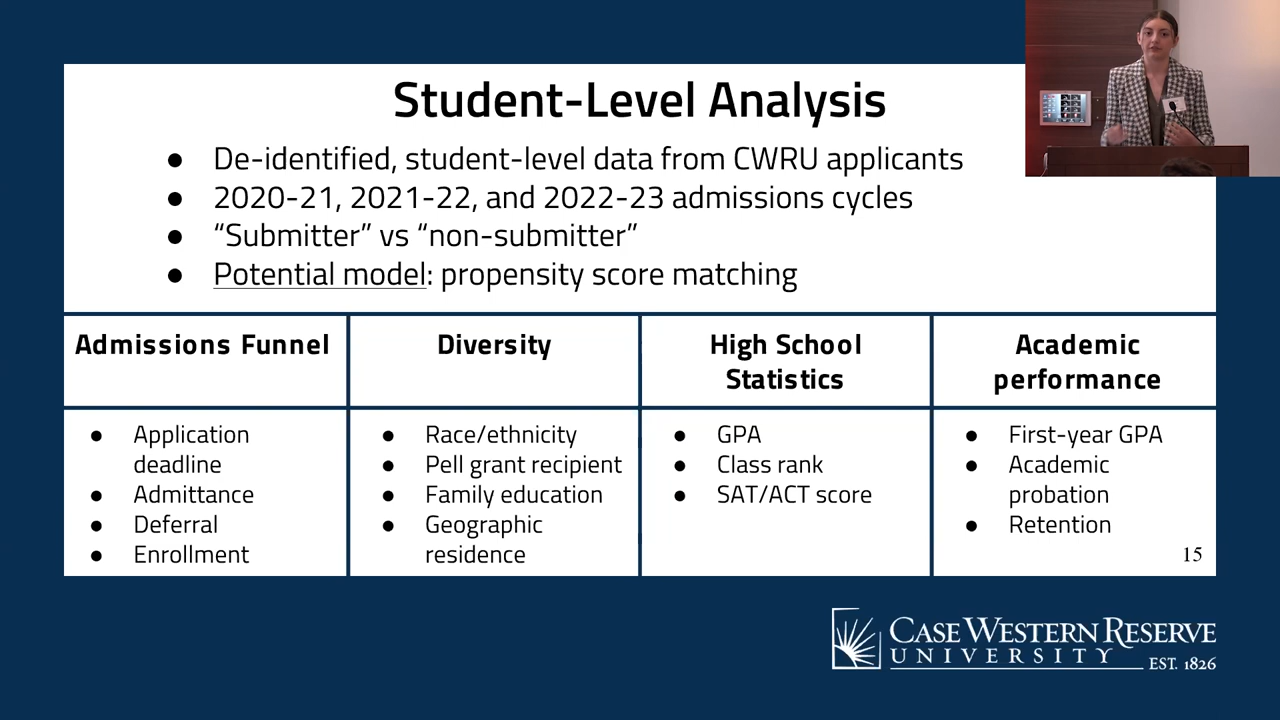 Student-Level Analysis
● De-identified, student-level data from CWRU applicants
● 2020-21, 2021-22, and 2022-23 admissions cycles
● “Submitter” vs “non-submitter”
● Potential model: propensity score matching
Admissions Funnel
● Application
deadline
● Admittance
● Deferral
● Enrollment
Diversity
● Race/ethnicity
● Pell grant recipient
● Family education
● Geographic
residence
High School
Statistics
● GPA
● Class rank
● SAT/ACT score
Academic
performance
● First-year GPA
● Academic
probation
● Retention
15
CASE WESTERN RESERVE
UNIVERSITY
EST. 1826